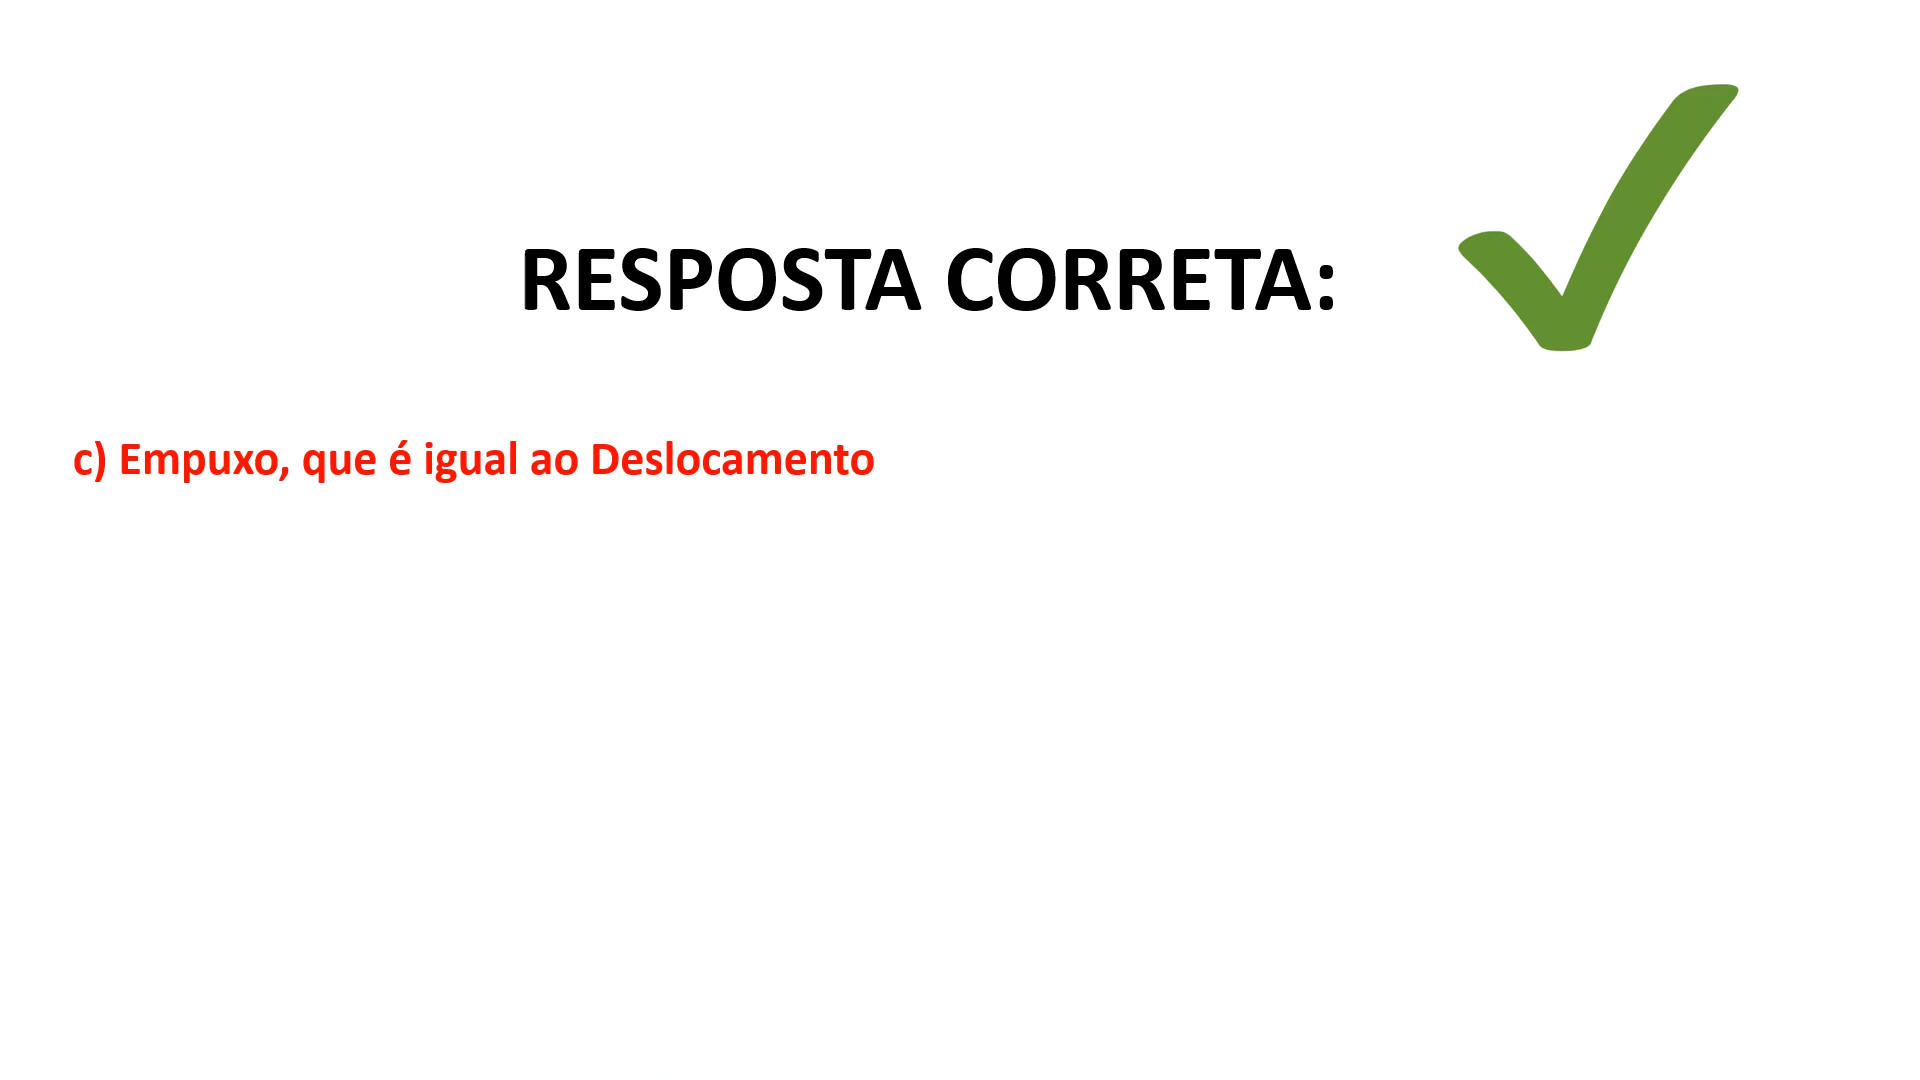 RESPOSTA CORRETA:
c) Empuxo, que é igual ao Deslocamento